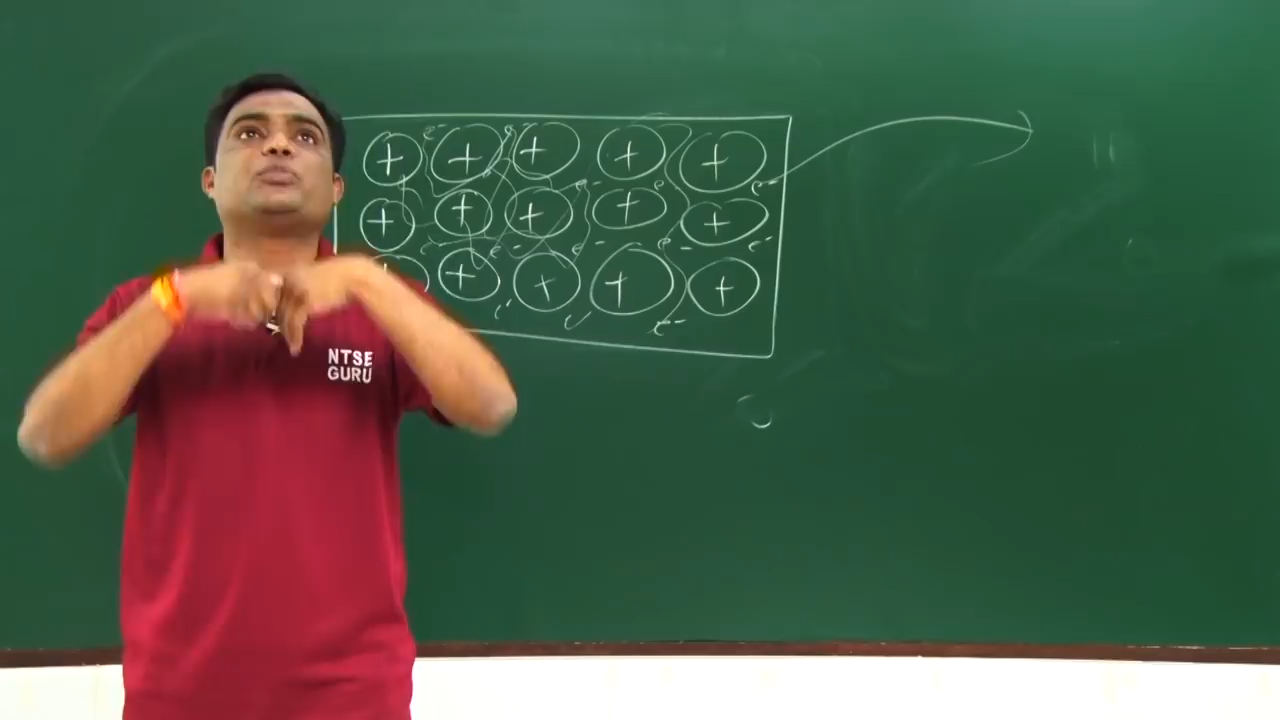 e- e-
+ + + + +
e- e e-
+ + + + +
e- e- e- e-
+ + + + +
e-
NTSE
GURU